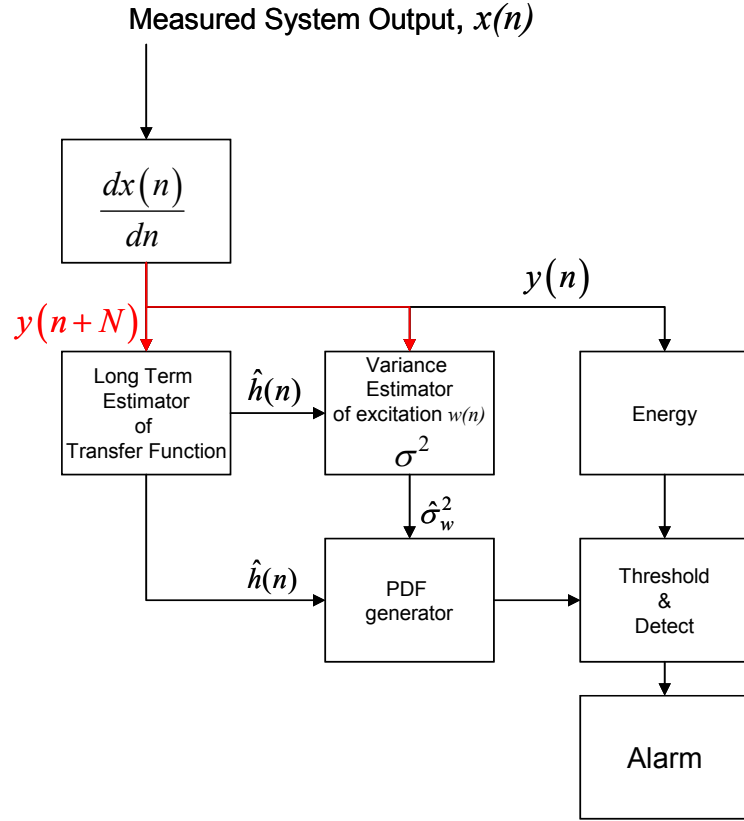 Measured System Output, x(n)
dx(n)
dn
y(n)
y(n + N)
Long Term
Estimator
of
Transfer Function
ĥ(n)
Variance
Estimator
of excitation w(n)
σ²
Energy
σ̂²_w
ĥ(n)
PDF
generator
Threshold
&
Detect
Alarm